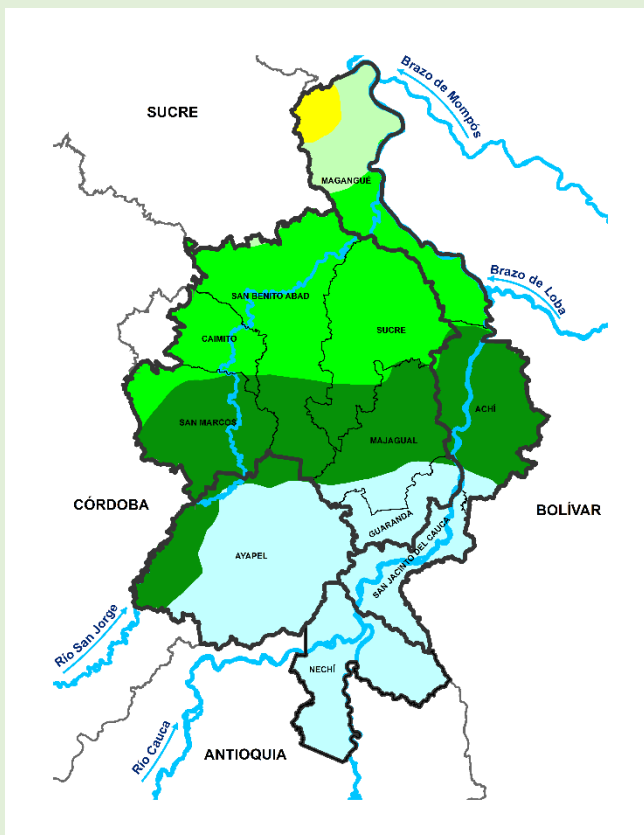 Brazo de
Mompós
SUCRE
MAGANGUÉ
Brazo de
Loba
SAN BENITO ABAD
SUCRE
CAIMITO
ACHÍ
SAN MARCOS
MAJAGUAL
CÓRDOBA
BOLÍVAR
GUARANDA
AYAPEL
SAN JACINTO DEL CAUCA
Río San Jorge
NECHÍ
Río Cauca
ANTIOQUIA